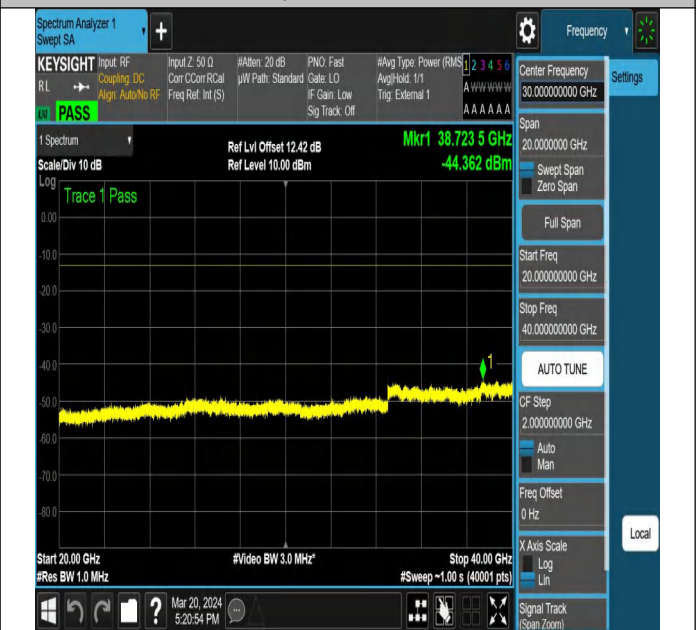 Spectrum Analyzer 1
Swept SA
+
Frequency
KEYSIGHT
RL
PASS
Input: RF
Coupling: DC
Align: Auto/No RF
Input Z: 50 Ω
Corr CCorr RCal
Freq Ref: Int (S)
#Atten: 20 dB
µW Path: Standard
PNO: Fast
Gate: LO
IF Gain: Low
Sig Track: Off
#Avg Type: Power (RMS
Avg|Hold: 1/1
Trig: External 1
1 2 3 4 5 6
A W W W W W
A A A A A A
1 Spectrum
Scale/Div 10 dB
Ref Lvl Offset 12.42 dB
Ref Level 10.00 dBm
Mkr1 38.723 5 GHz
-44.362 dBm
Log
Trace 1 Pass
0.00
-10.0
-20.0
-30.0
-40.0
-50.0
-60.0
-70.0
-80.0
1
Start 20.00 GHz
#Res BW 1.0 MHz
#Video BW 3.0 MHz*
Stop 40.00 GHz
#Sweep ~1.00 s (40001 pts)
?
Mar 20, 2024
5:20:54 PM
Center Frequency
30.000000000 GHz
Settings
Span
20.0000000 GHz
Swept Span
Zero Span
Full Span
Start Freq
20.000000000 GHz
Stop Freq
40.000000000 GHz
AUTO TUNE
CF Step
2.000000000 GHz
Auto
Man
Freq Offset
0 Hz
Local
X Axis Scale
Log
Lin
Signal Track
(Span Zoom)